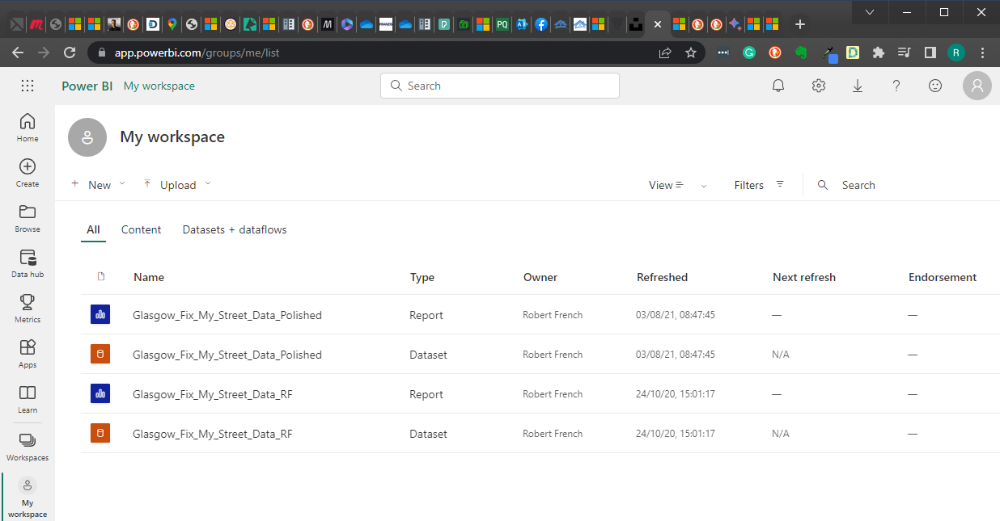 app.powerbi.com/groups/me/list
R
Power BI My workspace
Search
My workspace
Home
Create
Browse
Data hub
Metrics
Apps
Learn
Workspaces
My
workspace
New Upload View Filters Search
All Content Datasets + dataflows
Name Type Owner Refreshed Next refresh Endorsement
Glasgow_Fix_My_Street_Data_Polished Report Robert French 03/08/21, 08:47:45 — —
Glasgow_Fix_My_Street_Data_Polished Dataset Robert French 03/08/21, 08:47:45 N/A —
Glasgow_Fix_My_Street_Data_RF Report Robert French 24/10/20, 15:01:17 — —
Glasgow_Fix_My_Street_Data_RF Dataset Robert French 24/10/20, 15:01:17 N/A —